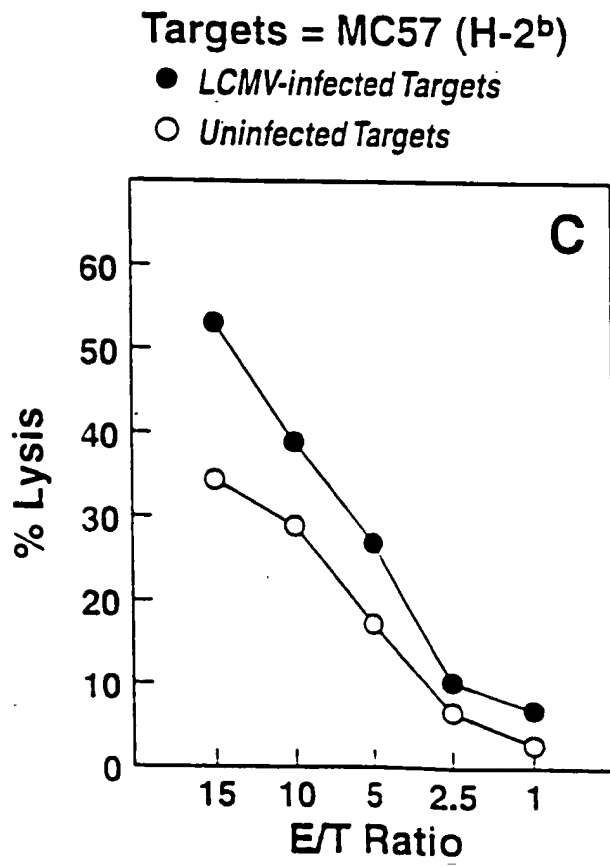 Targets = MC57 (H-2ᵇ)
● LCMV-infected Targets
○ Uninfected Targets
C
60
50
40
30
20
10
0
% Lysis
15 10 5 2.5 1
E/T Ratio